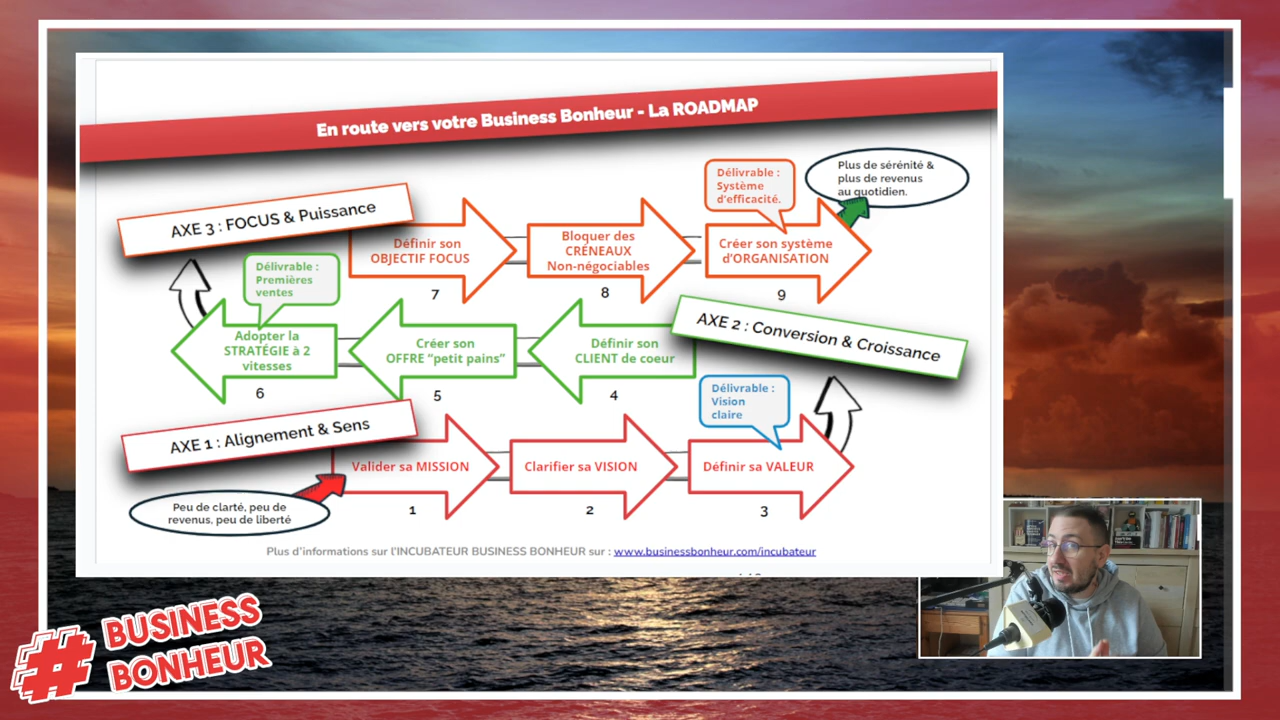 En route vers votre Business Bonheur - La ROADMAP
Plus de sérénité &
plus de revenus
au quotidien.
Délivrable :
Système
d'efficacité.
AXE 3 : FOCUS & Puissance
Définir son
OBJECTIF FOCUS
7
Bloquer des
CRÉNEAUX
Non-négociables
8
Créer son système
d'ORGANISATION
9
Délivrable :
Premières
ventes
AXE 2 : Conversion & Croissance
Adopter la
STRATÉGIE à 2
vitesses
6
Créer son
OFFRE "petit pains"
5
Définir son
CLIENT de coeur
4
Délivrable :
Vision
claire
AXE 1 : Alignement & Sens
Valider sa MISSION
1
Clarifier sa VISION
2
Définir sa VALEUR
3
Peu de clarté, peu de
revenus, peu de liberté
Plus d'informations sur l'INCUBATEUR BUSINESS BONHEUR sur : www.businessbonheur.com/incubateur
# BUSINESS
BONHEUR